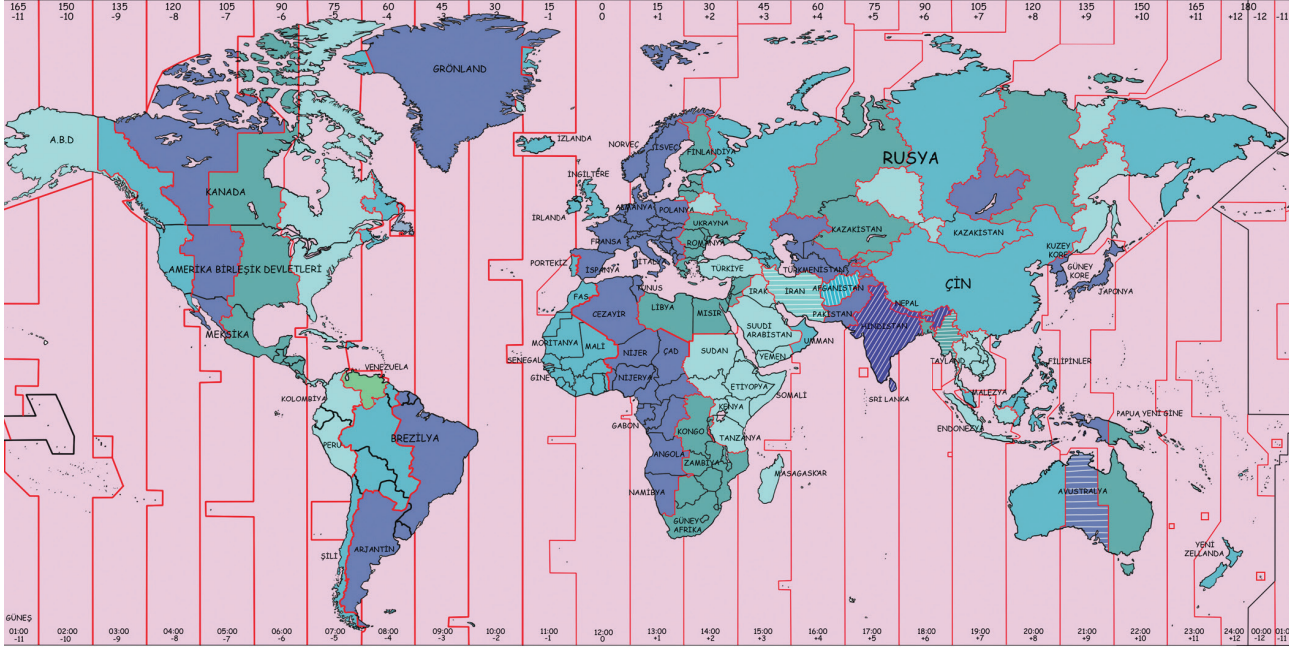 165 150 135 120 105 90 75 60 45 30 15 0 15 30 45 60 75 90 105 120 135 150 165 180
-11 -10 -9 -8 -7 -6 -5 -4 -3 -2 -1 0 +1 +2 +3 +4 +5 +6 +7 +8 +9 +10 +11 +12 -12 -11
GRÖNLAND
A.B.D
İZLANDA
NORVEÇ
İSVEÇ
FİNLANDİYA
RUSYA
İNGİLTERE
KANADA
ALMANYA
POLANYA
İRLANDA
UKRAYNA
KAZAKİSTAN
KAZAKİSTAN
FRANSA
ROMANYA
KUZEY
KORE
PORTEKİZ
İTALYA
İSPANYA
TÜRKİYE
TÜRKMENİSTAN
GÜNEY
KORE
AMERİKA BİRLEŞİK DEVLETLERİ
ÇİN
TUNUS
IRAK
İRAN
AFGANİSTAN
JAPONYA
FAS
LİBYA
MISIR
NEPAL
CEZAYIR
PAKİSTAN
SUUDİ
ARABİSTAN
HİNDİSTAN
MEKSİKA
UMMAN
MORİTANYA
MALİ
NİJER
ÇAD
SUDAN
YEMEN
TAYLAND
FİLİPİNLER
SENEGAL
VENEZUELA
GİNE
NİJERYA
ETİYOPYA
SOMALİ
KOLOMBİYA
SRİ LANKA
MALEZYA
KENYA
PAPUA YENİ GİNE
GABON
KONGO
ENDONEZYA
BREZİLYA
PERU
TANZANYA
ANGOLA
ZAMBİYA
MASAGASKAR
NAMİBYA
AVUSTRALYA
GÜNEY
AFRİKA
ŞİLİ
ARJANTİN
YENİ
ZELLANDA
GÜNEŞ
01:00 02:00 03:00 04:00 05:00 06:00 07:00 08:00 09:00 10:00 11:00 12:00 13:00 14:00 15:00 16:00 17:00 18:00 19:00 20:00 21:00 22:00 23:00 24:00 00:00 01:00
-11 -10 -9 -8 -7 -6 -5 -4 -3 -2 -1 0 +1 +2 +3 +4 +5 +6 +7 +8 +9 +10 +11 +12 -12 -11